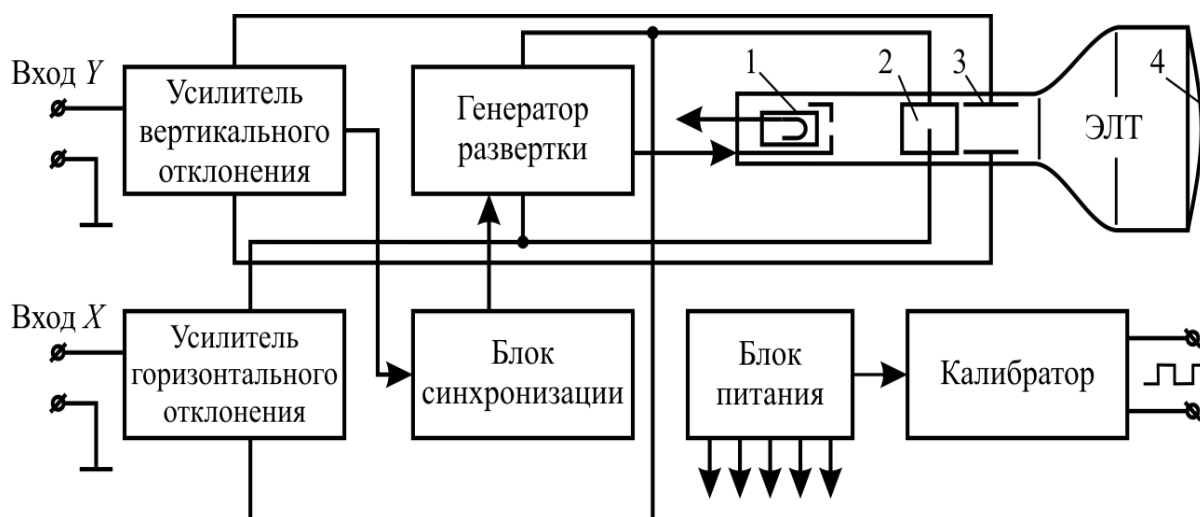 Вход Y
Усилитель
вертикального
отклонения
Генератор
развертки
1
2
3
4
ЭЛТ
Вход X
Усилитель
горизонтального
отклонения
Блок
синхронизации
Блок
питания
Калибратор